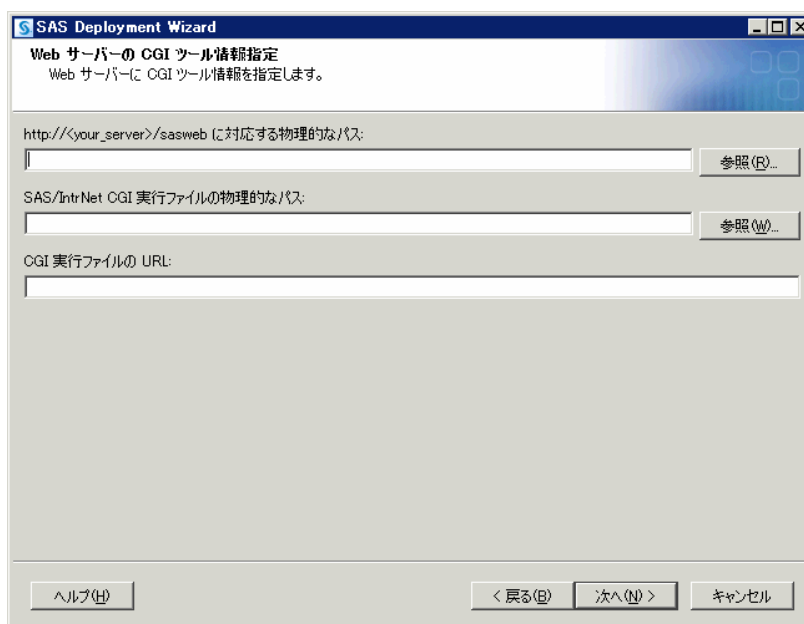 SAS Deployment Wizard
Web サーバーの CGI ツール情報指定
Web サーバーに CGI ツール情報を指定します。
http://<your_server>/sasweb に対応する物理的なパス:
参照(R)...
SAS/IntrNet CGI 実行ファイルの物理的なパス:
参照(W)...
CGI 実行ファイルの URL:
ヘルプ(H)
< 戻る(B)
次へ(N) >
キャンセル